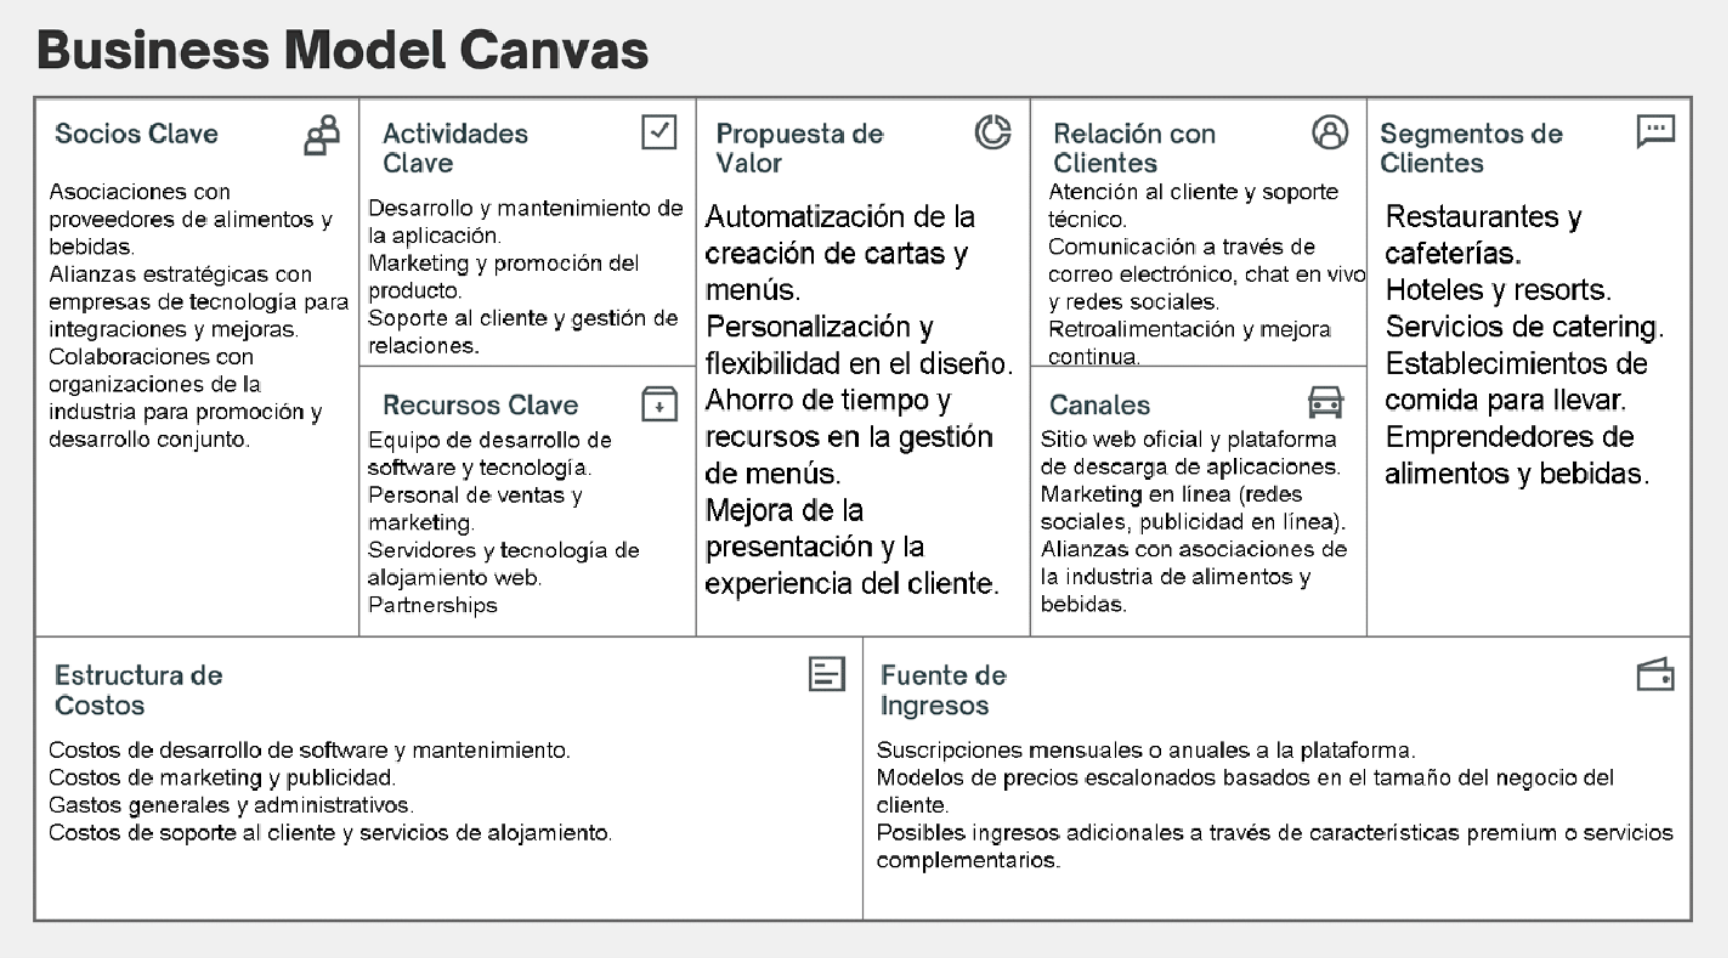 Business Model Canvas
Socios Clave
Asociaciones con
proveedores de alimentos y
bebidas.
Alianzas estratégicas con
empresas de tecnología para
integraciones y mejoras.
Colaboraciones con
organizaciones de la
industria para promoción y
desarrollo conjunto.
Actividades
Clave
Desarrollo y mantenimiento de
la aplicación.
Marketing y promoción del
producto.
Soporte al cliente y gestión de
relaciones.
Recursos Clave
Equipo de desarrollo de
software y tecnología.
Personal de ventas y
marketing.
Servidores y tecnología de
alojamiento web.
Partnerships
Propuesta de
Valor
Automatización de la
creación de cartas y
menús.
Personalización y
flexibilidad en el diseño.
Ahorro de tiempo y
recursos en la gestión
de menús.
Mejora de la
presentación y la
experiencia del cliente.
Relación con
Clientes
Atención al cliente y soporte
técnico.
Comunicación a través de
correo electrónico, chat en vivo
y redes sociales.
Retroalimentación y mejora
continua.
Canales
Sitio web oficial y plataforma
de descarga de aplicaciones.
Marketing en línea (redes
sociales, publicidad en línea).
Alianzas con asociaciones de
la industria de alimentos y
bebidas.
Segmentos de
Clientes
Restaurantes y
cafeterías.
Hoteles y resorts.
Servicios de catering.
Establecimientos de
comida para llevar.
Emprendedores de
alimentos y bebidas.
Estructura de
Costos
Costos de desarrollo de software y mantenimiento.
Costos de marketing y publicidad.
Gastos generales y administrativos.
Costos de soporte al cliente y servicios de alojamiento.
Fuente de
Ingresos
Suscripciones mensuales o anuales a la plataforma.
Modelos de precios escalonados basados en el tamaño del negocio del
cliente.
Posibles ingresos adicionales a través de características premium o servicios
complementarios.